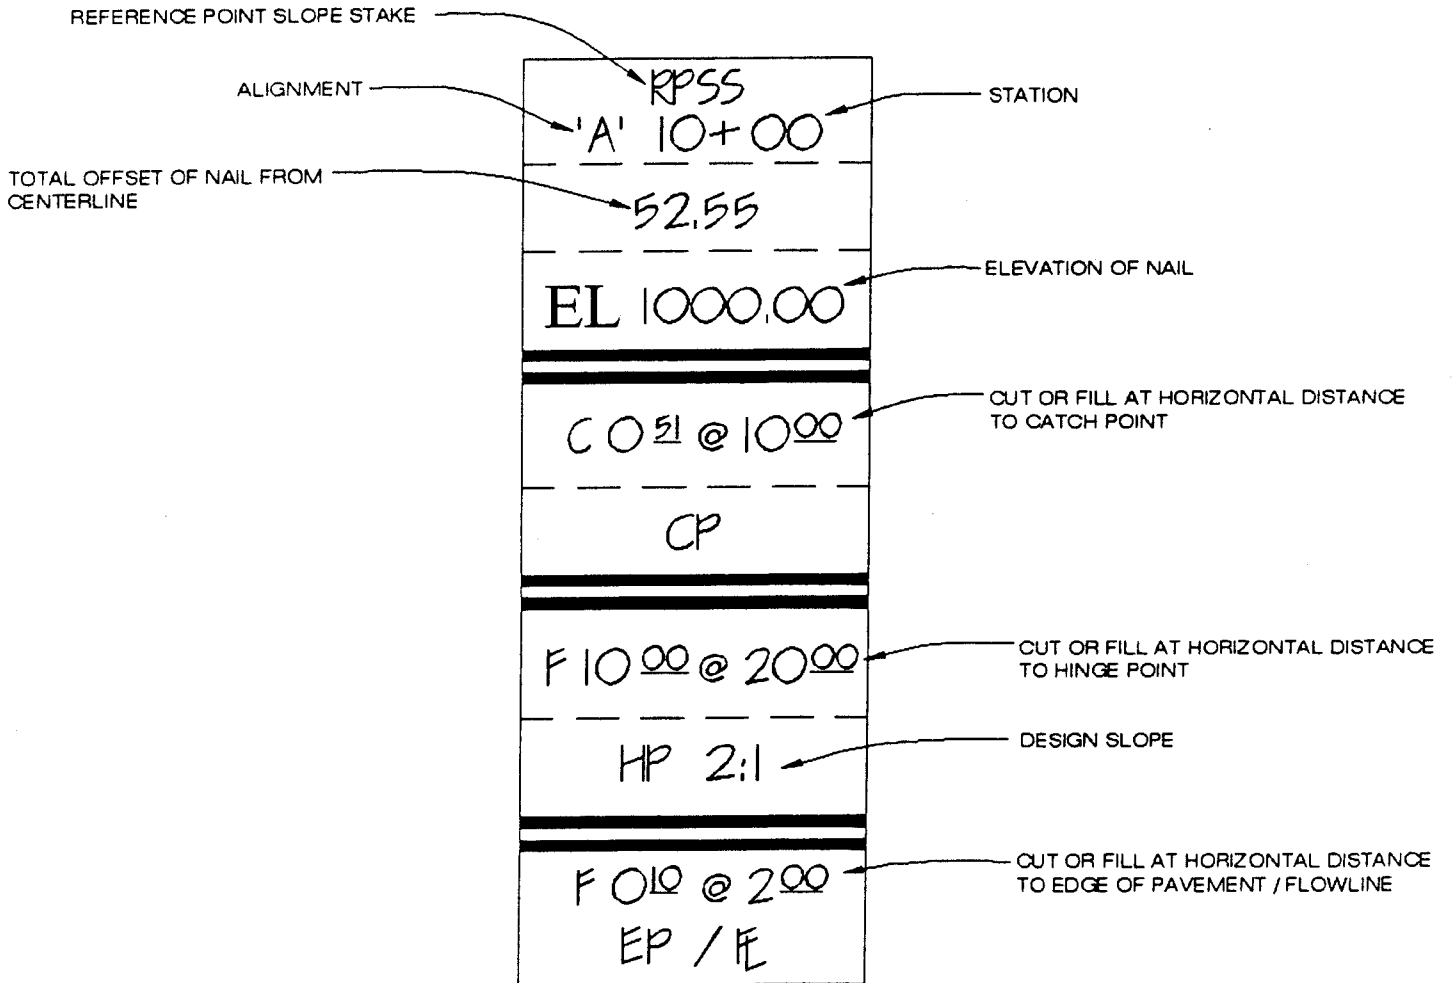 REFERENCE POINT SLOPE STAKE
ALIGNMENT
TOTAL OFFSET OF NAIL FROM
CENTERLINE
RPSS
'A' 10+00
52.55
EL 1000.00
C 0 51 @ 10 00
CP
F 10 00 @ 20 00
HP 2:1
F 0 10 @ 2 00
EP / FL
STATION
ELEVATION OF NAIL
CUT OR FILL AT HORIZONTAL DISTANCE
TO CATCH POINT
CUT OR FILL AT HORIZONTAL DISTANCE
TO HINGE POINT
DESIGN SLOPE
CUT OR FILL AT HORIZONTAL DISTANCE
TO EDGE OF PAVEMENT / FLOWLINE